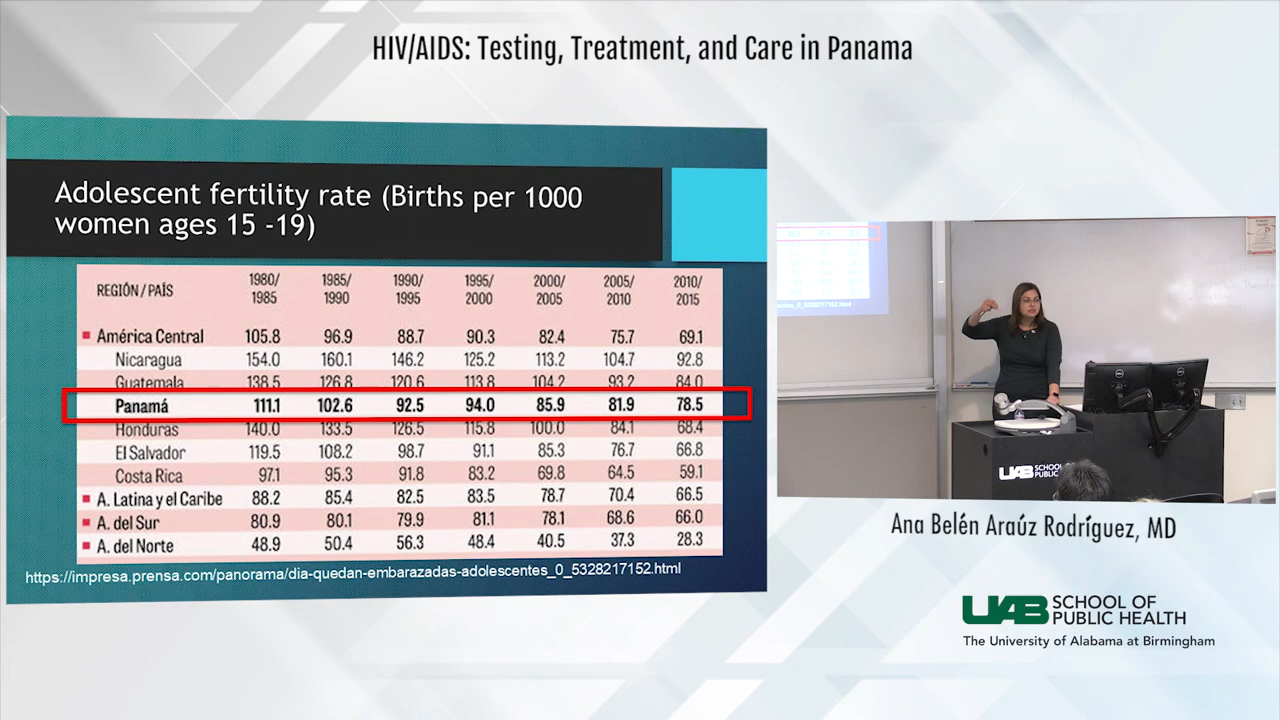 HIV/AIDS: Testing, Treatment, and Care in Panama
Adolescent fertility rate (Births per 1000
women ages 15 -19)
REGIÓN / PAÍS 1980/ 1985/ 1990/ 1995/ 2000/ 2005/ 2010/
1985 1990 1995 2000 2005 2010 2015
América Central 105.8 96.9 88.7 90.3 82.4 75.7 69.1
Nicaragua 154.0 160.1 146.2 125.2 113.2 104.7 92.8
Guatemala 138.5 126.8 120.6 113.8 104.2 93.2 84.0
Panamá 111.1 102.6 92.5 94.0 85.9 81.9 78.5
Honduras 140.0 133.5 126.5 115.8 100.0 84.1 68.4
El Salvador 119.5 108.2 98.7 91.1 85.3 76.7 66.8
Costa Rica 97.1 95.3 91.8 83.2 69.8 64.5 59.1
A. Latina y el Caribe 88.2 85.4 82.5 83.5 78.7 70.4 66.5
A. del Sur 80.9 80.1 79.9 81.1 78.1 68.6 66.0
A. del Norte 48.9 50.4 56.3 48.4 40.5 37.3 28.3
https://impresa.prensa.com/panorama/dia-quedan-embarazadas-adolescentes_0_5328217152.html
UAB SCHOOL
PUBLIC
Ana Belén Araúz Rodríguez, MD
UAB SCHOOL OF
PUBLIC HEALTH
The University of Alabama at Birmingham